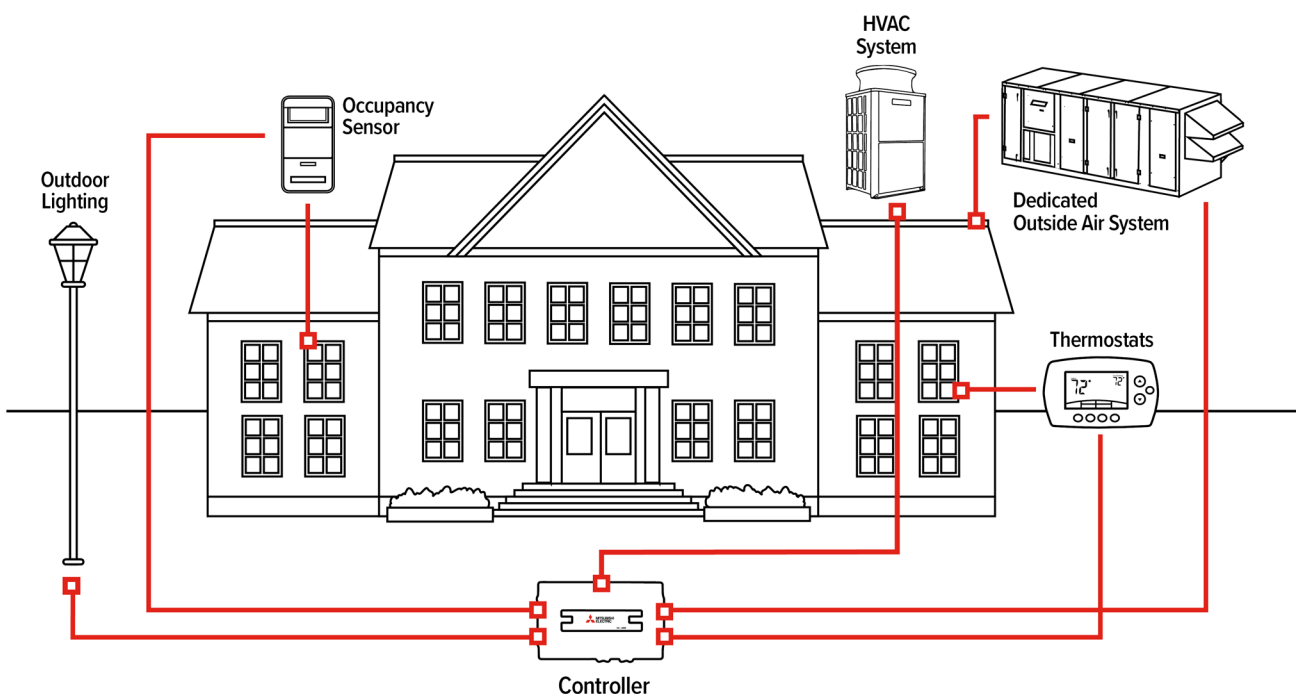 HVAC
System
Occupancy
Sensor
Outdoor
Lighting
Dedicated
Outside Air System
Thermostats
72°
72°
MITSUBISHI
ELECTRIC
Controller